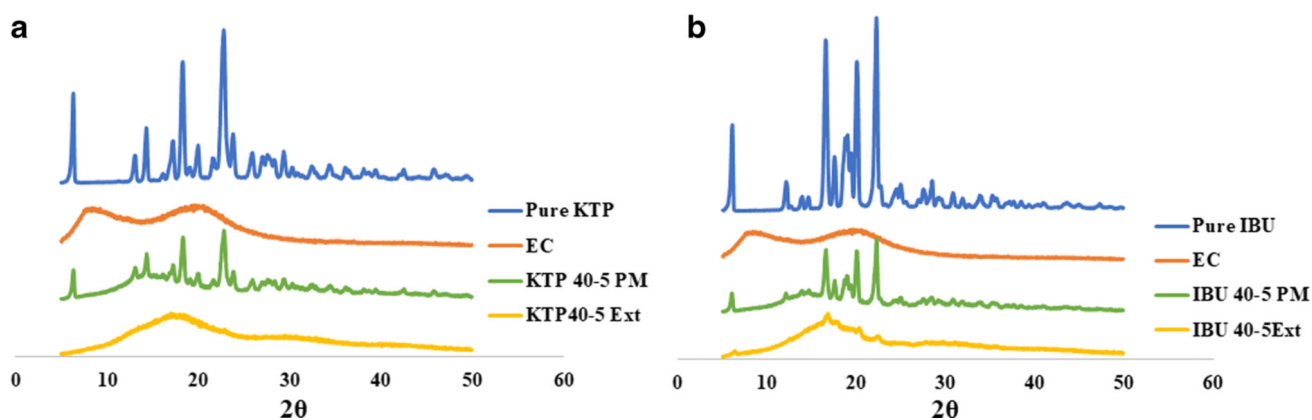 a
Pure KTP
EC
KTP 40-5 PM
KTP40-5 Ext
0 10 20 30 40 50 60
2θ
b
Pure IBU
EC
IBU 40-5 PM
IBU 40-5Ext
0 10 20 30 40 50 60
2θ